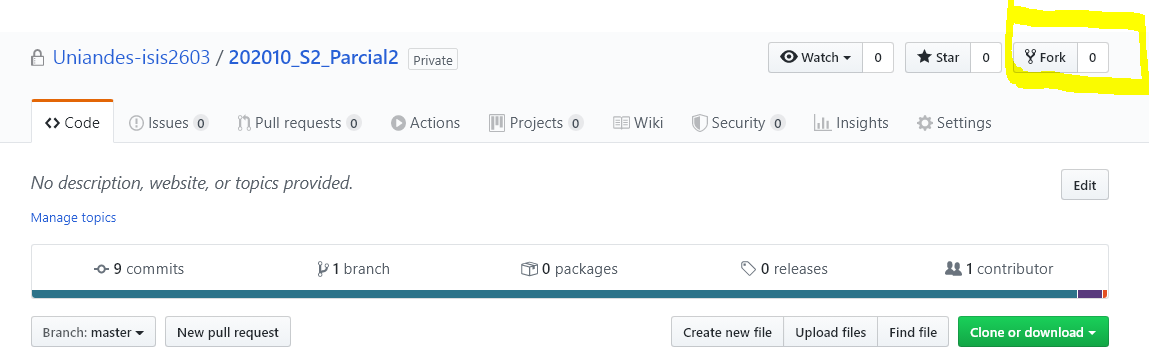 Uniandes-isis2603 / 202010_S2_Parcial2 Private Watch 0 Star 0 Fork 0
Code Issues 0 Pull requests 0 Actions Projects 0 Wiki Security 0 Insights Settings
No description, website, or topics provided. Edit
Manage topics
9 commits 1 branch 0 packages 0 releases 1 contributor
Branch: master New pull request Create new file Upload files Find file Clone or download